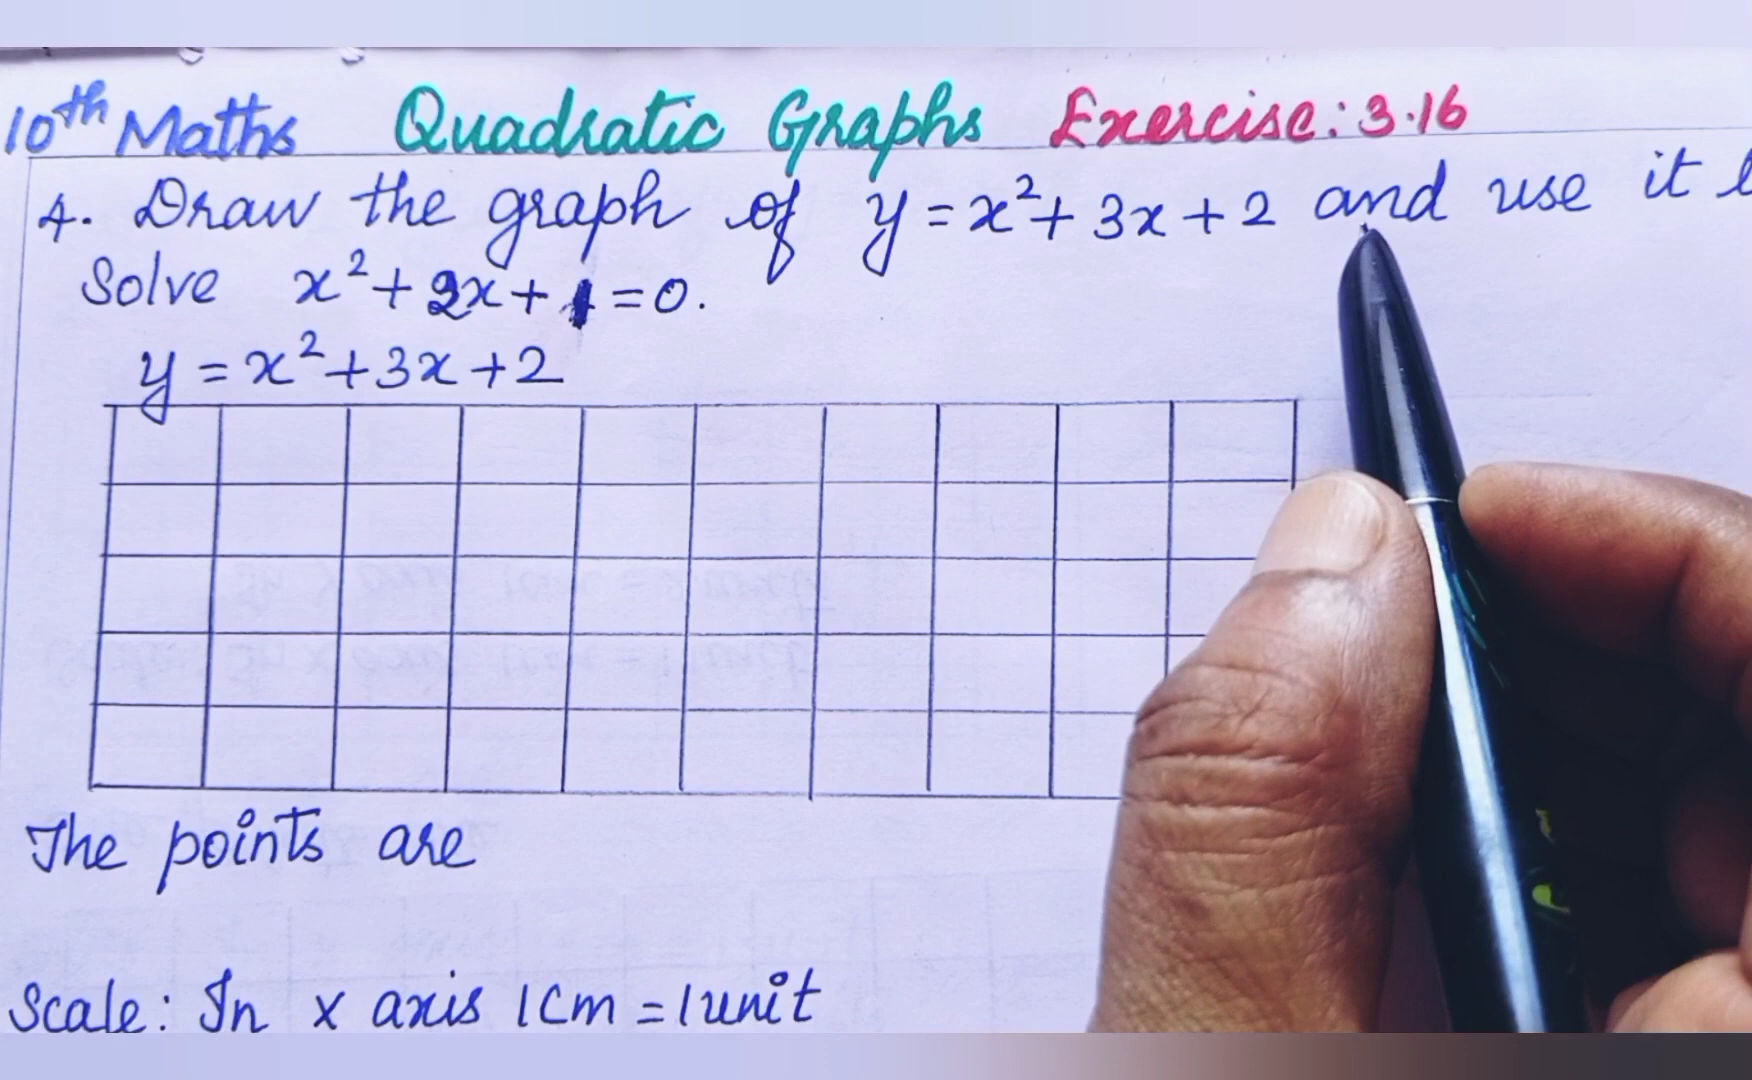 10th Maths Quadratic Graphs Exercise: 3.16
4. Draw the graph of y = x² + 3x + 2 and use it
Solve x² + 2x + 1 = 0.
y = x² + 3x + 2
The points are
Scale: In x axis 1cm = 1unit